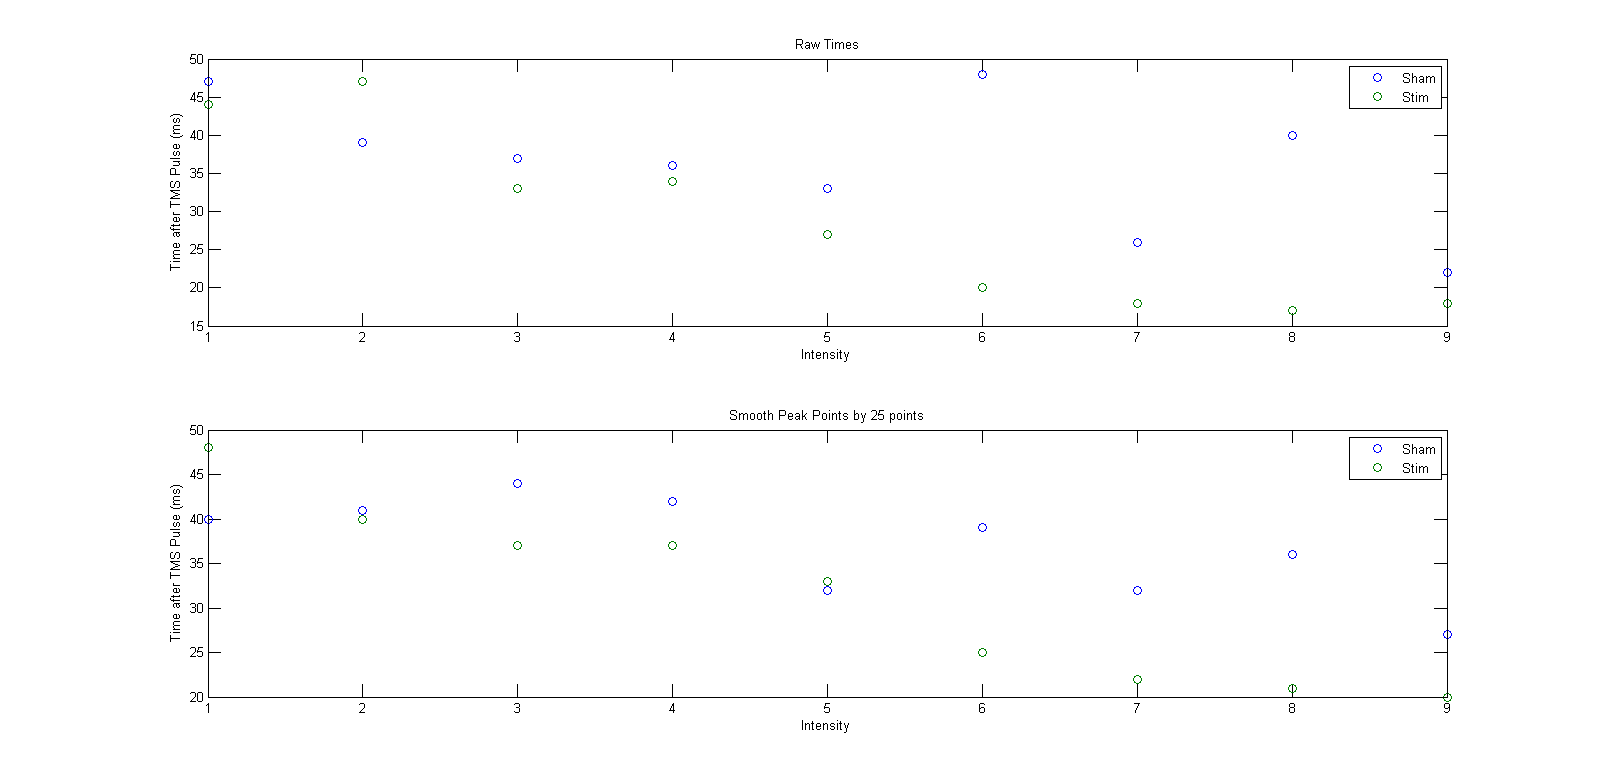 Raw Times
50
45
40
35
30
25
20
15
Time after TMS Pulse (ms)
Sham
Stim
1 2 3 4 5 6 7 8 9
Intensity
Smooth Peak Points by 25 points
50
45
40
35
30
25
20
Time after TMS Pulse (ms)
Sham
Stim
1 2 3 4 5 6 7 8 9
Intensity